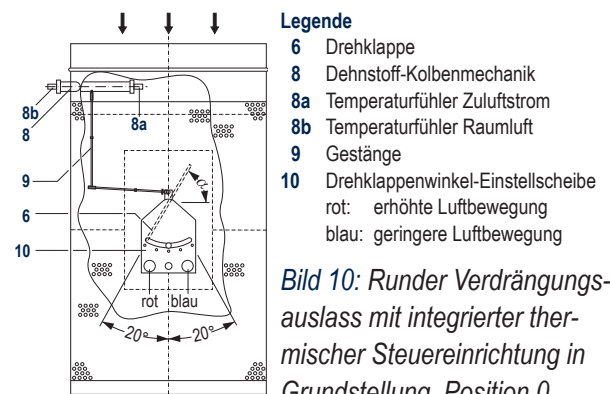 Legende
6 Drehklappe
8 Dehnstoff-Kolbenmechanik
8a Temperaturfühler Zuluftstrom
8b Temperaturfühler Raumluft
9 Gestänge
10 Drehklappenwinkel-Einstellscheibe
rot: erhöhte Luftbewegung
blau: geringere Luftbewegung
8b
8
8a
9
α
6
10
rot blau
20° 20°
Bild 10: Runder Verdrängungs-
auslass mit integrierter ther-
mischer Steuereinrichtung in
Grundstellung, Position 0